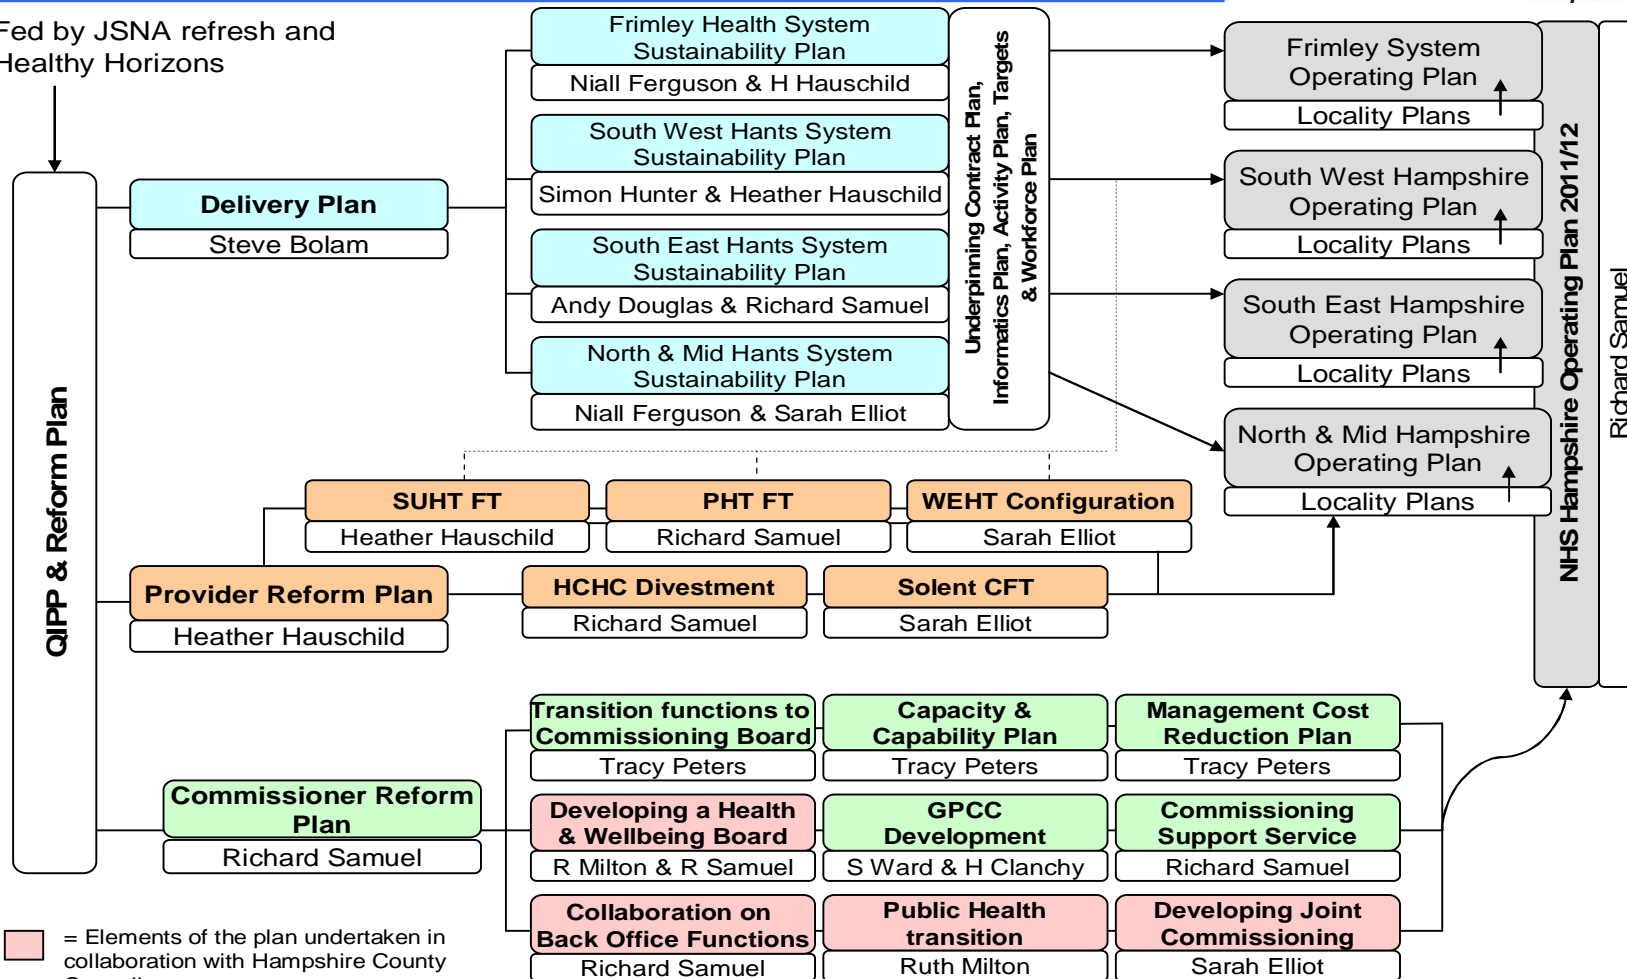 Fed by JSNA refresh and
Healthy Horizons
QIPP & Reform Plan
Delivery Plan
Steve Bolam
Frimley Health System
Sustainability Plan
Niall Ferguson & H Hauschild
South West Hants System
Sustainability Plan
Simon Hunter & Heather Hauschild
South East Hants System
Sustainability Plan
Andy Douglas & Richard Samuel
North & Mid Hants System
Sustainability Plan
Niall Ferguson & Sarah Elliot
Underpinning Contract Plan,
Informatics Plan, Activity Plan, Targets
& Workforce Plan
Frimley System
Operating Plan
Locality Plans
South West Hampshire
Operating Plan
Locality Plans
South East Hampshire
Operating Plan
Locality Plans
North & Mid Hampshire
Operating Plan
Locality Plans
NHS Hampshire Operating Plan 2011/12
Richard Samuel
SUHT FT
Heather Hauschild
PHT FT
Richard Samuel
WEHT Configuration
Sarah Elliot
Provider Reform Plan
Heather Hauschild
HCHC Divestment
Richard Samuel
Solent CFT
Sarah Elliot
Commissioner Reform
Plan
Richard Samuel
Transition functions to
Commissioning Board
Tracy Peters
Capacity &
Capability Plan
Tracy Peters
Management Cost
Reduction Plan
Tracy Peters
Developing a Health
& Wellbeing Board
R Milton & R Samuel
GPCC
Development
S Ward & H Clanchy
Commissioning
Support Service
Richard Samuel
Collaboration on
Back Office Functions
Richard Samuel
Public Health
transition
Ruth Milton
Developing Joint
Commissioning
Sarah Elliot
= Elements of the plan undertaken in
collaboration with Hampshire County